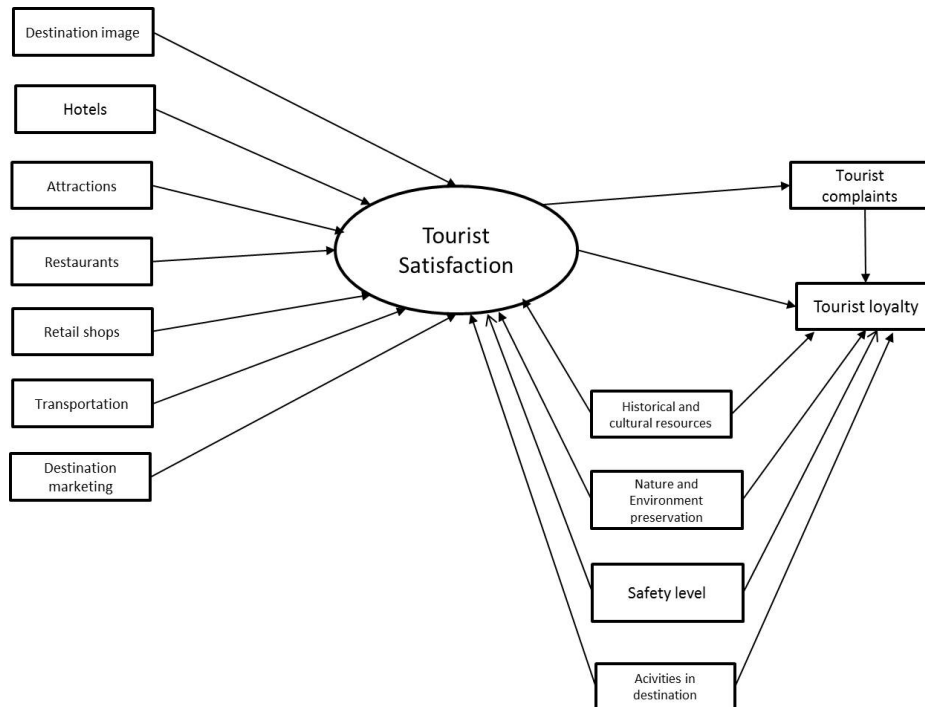 Destination image
Hotels
Attractions
Restaurants
Retail shops
Transportation
Destination
marketing
Tourist
Satisfaction
Tourist
complaints
Tourist loyalty
Historical and
cultural resources
Nature and
Environment
preservation
Safety level
Acivities in
destination